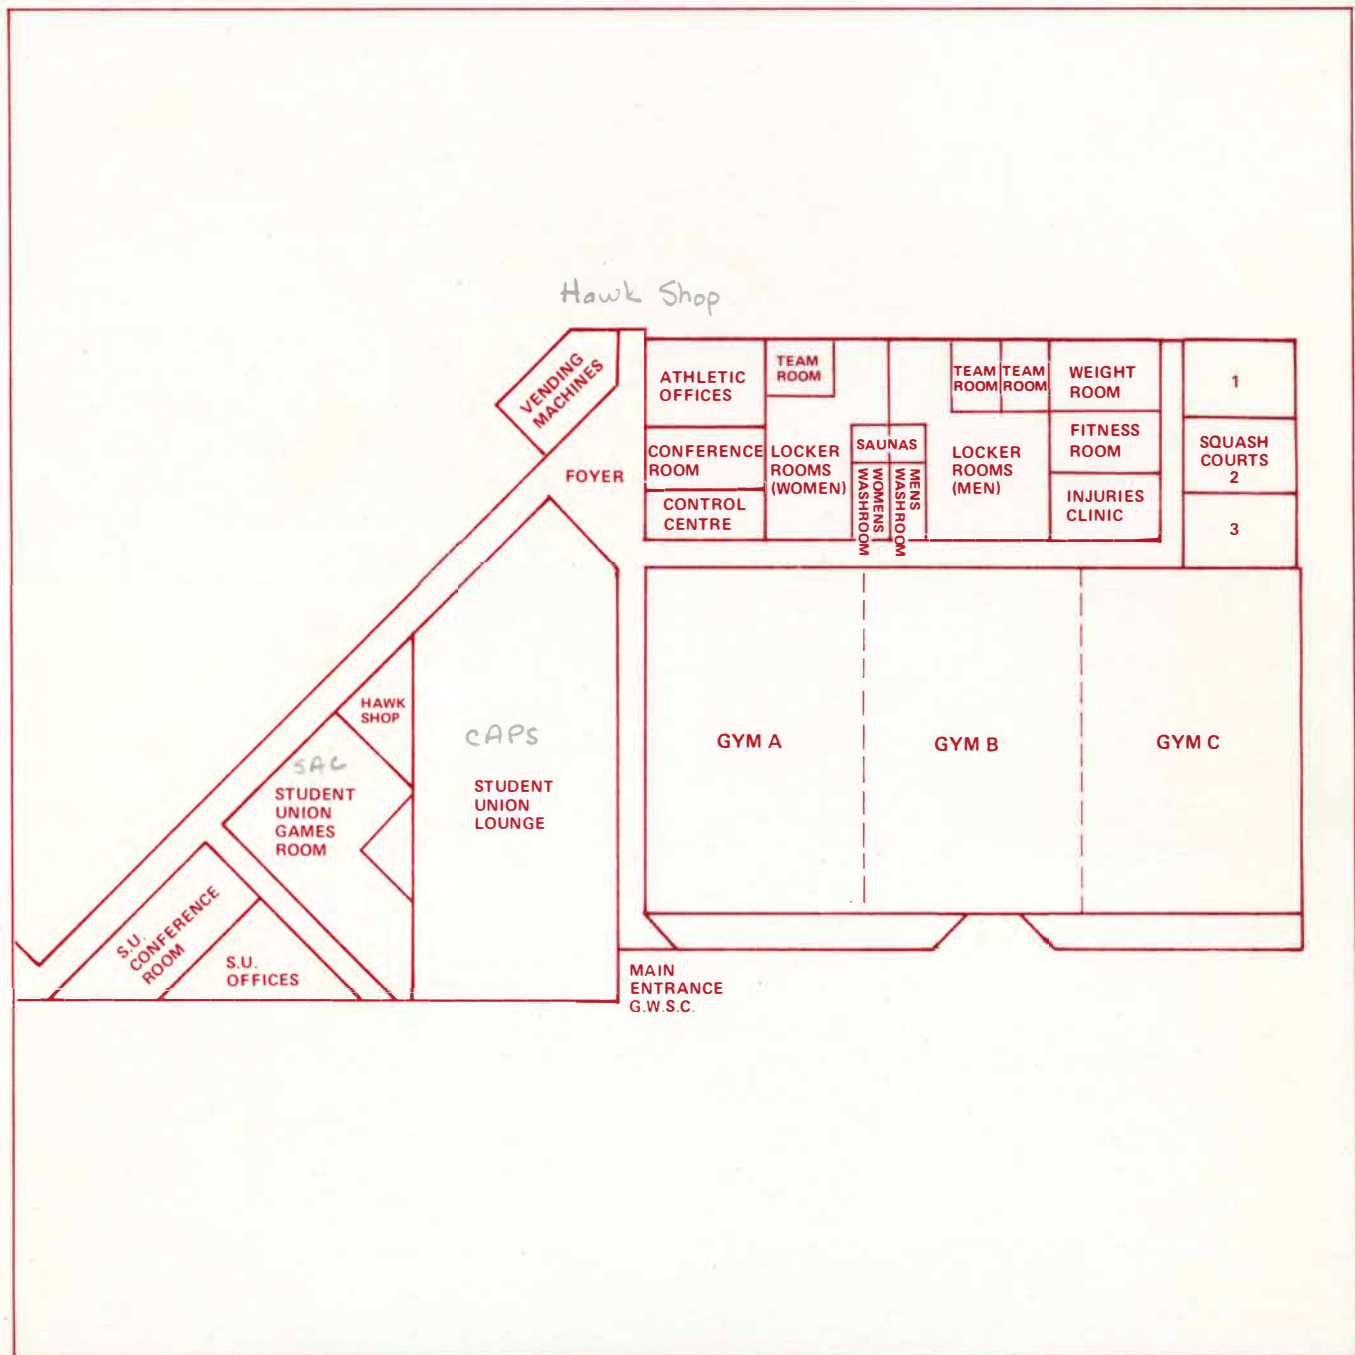 Hawk Shop
VENDING
MACHINES
ATHLETIC
OFFICES
TEAM
ROOM
TEAM
ROOM
TEAM
ROOM
WEIGHT
ROOM
1
CONFERENCE
ROOM
LOCKER
ROOMS
(WOMEN)
SAUNAS
LOCKER
ROOMS
(MEN)
FITNESS
ROOM
SQUASH
COURTS
2
FOYER
CONTROL
CENTRE
WOMENS
WASHROOM
MENS
WASHROOM
INJURIES
CLINIC
3
HAWK
SHOP
CAPS
SAC
STUDENT
UNION
GAMES
ROOM
STUDENT
UNION
LOUNGE
GYM A
GYM B
GYM C
S.U.
CONFERENCE
ROOM
S.U.
OFFICES
MAIN
ENTRANCE
G.W.S.C.